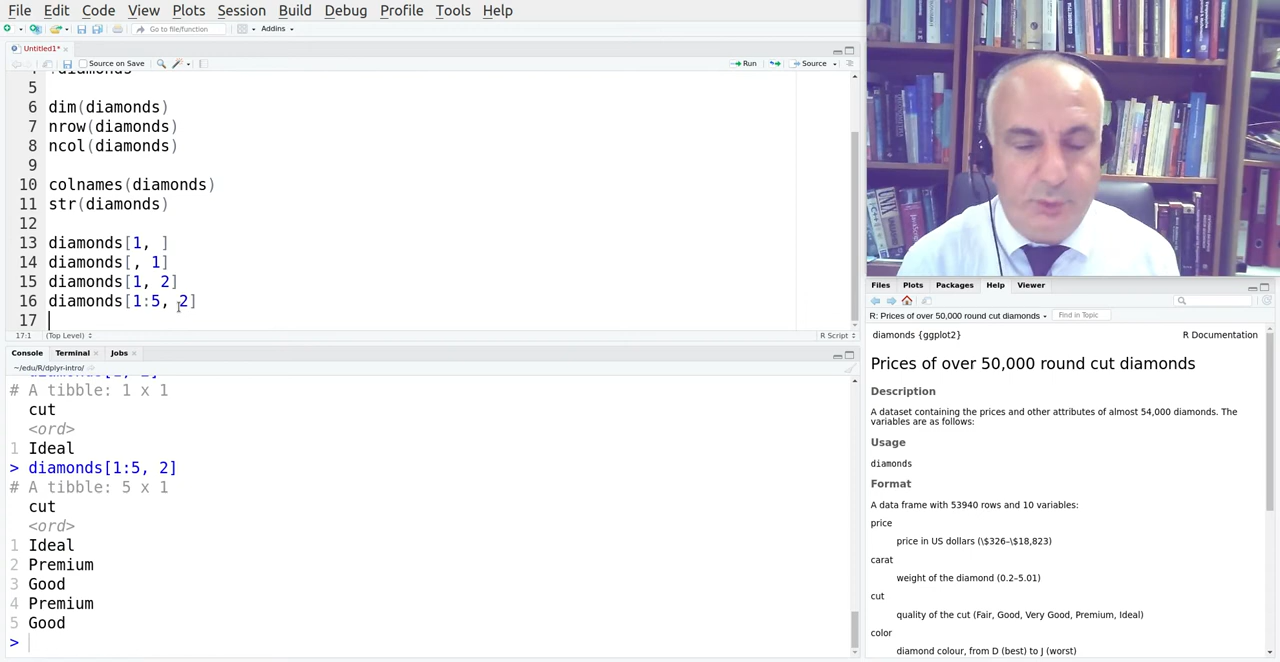 File Edit View Plots Session Build Debug Profile Tools Help
Go to file/function Addins
Untitled1*
Source on Save Run Source
5
6 dim(diamonds)
7 nrow(diamonds)
8 ncol(diamonds)
9
10 colnames(diamonds)
11 str(diamonds)
12
13 diamonds[1, ]
14 diamonds[, 1]
15 diamonds[1, 2]
16 diamonds[1:5, 2]
17
17:1 (Top Level) R Script
Console Terminal Jobs
~/edu/R/dplyr-intro/
# A tibble: 1 x 1
cut
<ord>
1 Ideal
> diamonds[1:5, 2]
# A tibble: 5 x 1
cut
<ord>
1 Ideal
2 Premium
3 Good
4 Premium
5 Good
>
UNIX
Files Plots Packages Help Viewer
R: Prices of over 50,000 round cut diamonds Find in Topic
diamonds {ggplot2} R Documentation
Prices of over 50,000 round cut diamonds
Description
A dataset containing the prices and other attributes of almost 54,000 diamonds. The
variables are as follows:
Usage
diamonds
Format
A data frame with 53940 rows and 10 variables:
price
price in US dollars (\$326–\$18,823)
carat
weight of the diamond (0.2–5.01)
cut
quality of the cut (Fair, Good, Very Good, Premium, Ideal)
color
diamond colour, from D (best) to J (worst)